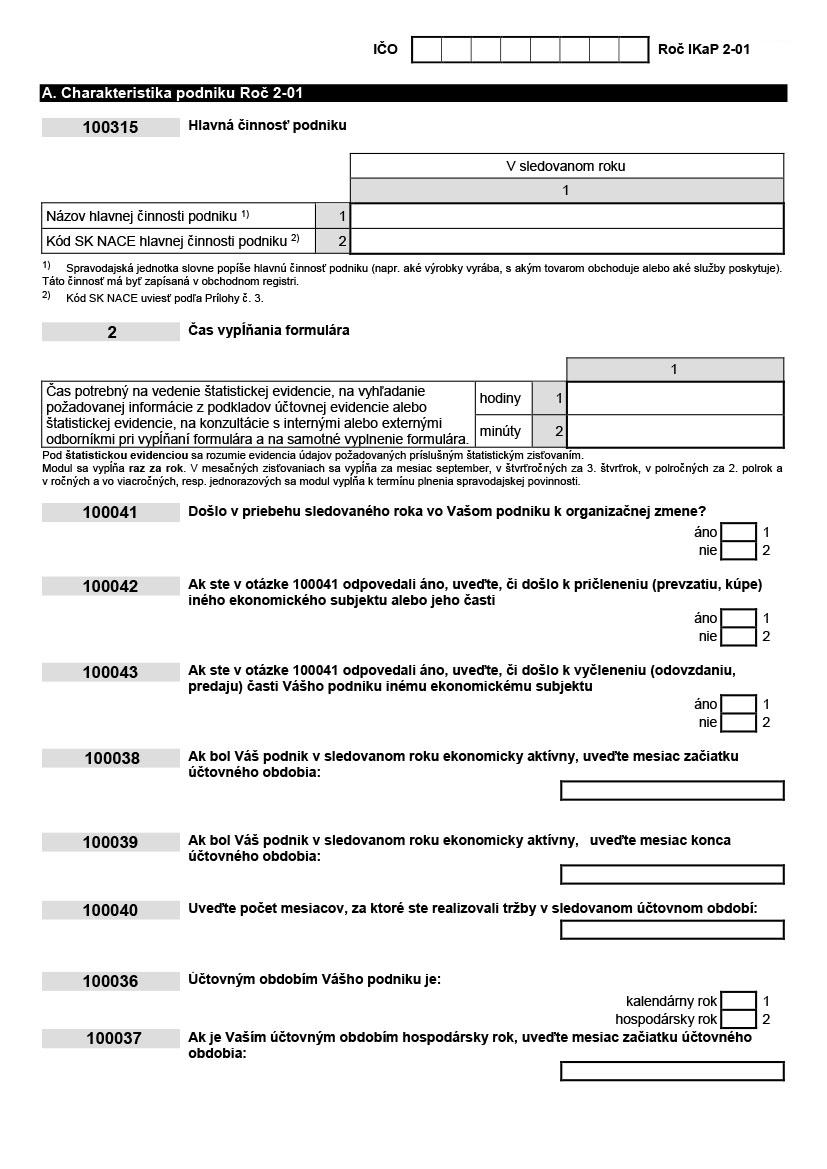 IČO Roč IKaP 2-01
A. Charakteristika podniku Roč 2-01
100315 Hlavná činnosť podniku
V sledovanom roku
1
Názov hlavnej činnosti podniku 1) 1
Kód SK NACE hlavnej činnosti podniku 2) 2
1) Spravodajská jednotka slovne popíše hlavnú činnosť podniku (napr. aké výrobky vyrába, s akým tovarom obchoduje alebo aké služby poskytuje).
Táto činnosť má byť zapísaná v obchodnom registri.
2) Kód SK NACE uviesť podľa Prílohy č. 3.
2 Čas vypĺňania formulára
1
Čas potrebný na vedenie štatistickej evidencie, na vyhľadanie
požadovanej informácie z podkladov účtovnej evidencie alebo
štatistickej evidencie, na konzultácie s internými alebo externými
odborníkmi pri vypĺňaní formulára a na samotné vyplnenie formulára.
hodiny 1
minúty 2
Pod štatistickou evidenciou sa rozumie evidencia údajov požadovaných príslušným štatistickým zisťovaním.
Modul sa vypĺňa raz za rok. V mesačných zisťovaniach sa vypĺňa za mesiac september, v štvrťročných za 3. štvrťrok, v polročných za 2. polrok a
v ročných a vo viacročných, resp. jednorazových sa modul vypĺňa k termínu plnenia spravodajskej povinnosti.
100041 Došlo v priebehu sledovaného roka vo Vašom podniku k organizačnej zmene?
áno 1
nie 2
100042 Ak ste v otázke 100041 odpovedali áno, uveďte, či došlo k pričleneniu (prevzatiu, kúpe)
iného ekonomického subjektu alebo jeho časti
áno 1
nie 2
100043 Ak ste v otázke 100041 odpovedali áno, uveďte, či došlo k vyčleneniu (odovzdaniu,
predaju) časti Vášho podniku inému ekonomickému subjektu
áno 1
nie 2
100038 Ak bol Váš podnik v sledovanom roku ekonomicky aktívny, uveďte mesiac začiatku
účtovného obdobia:
100039 Ak bol Váš podnik v sledovanom roku ekonomicky aktívny, uveďte mesiac konca
účtovného obdobia:
100040 Uveďte počet mesiacov, za ktoré ste realizovali tržby v sledovanom účtovnom období:
100036 Účtovným obdobím Vášho podniku je:
kalendárny rok 1
hospodársky rok 2
100037 Ak je Vaším účtovným obdobím hospodársky rok, uveďte mesiac začiatku účtovného
obdobia: